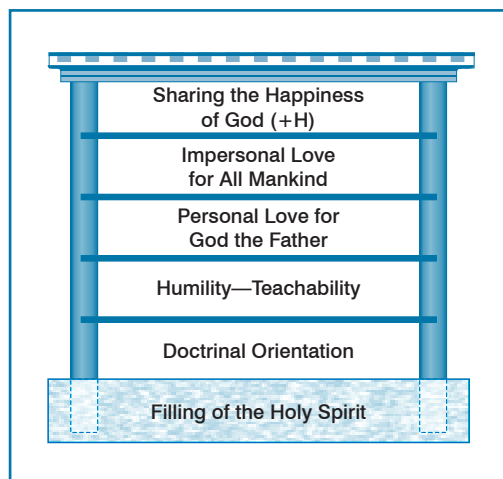 Sharing the Happiness
of God (+H)
Impersonal Love
for All Mankind
Personal Love for
God the Father
Humility—Teachability
Doctrinal Orientation
Filling of the Holy Spirit